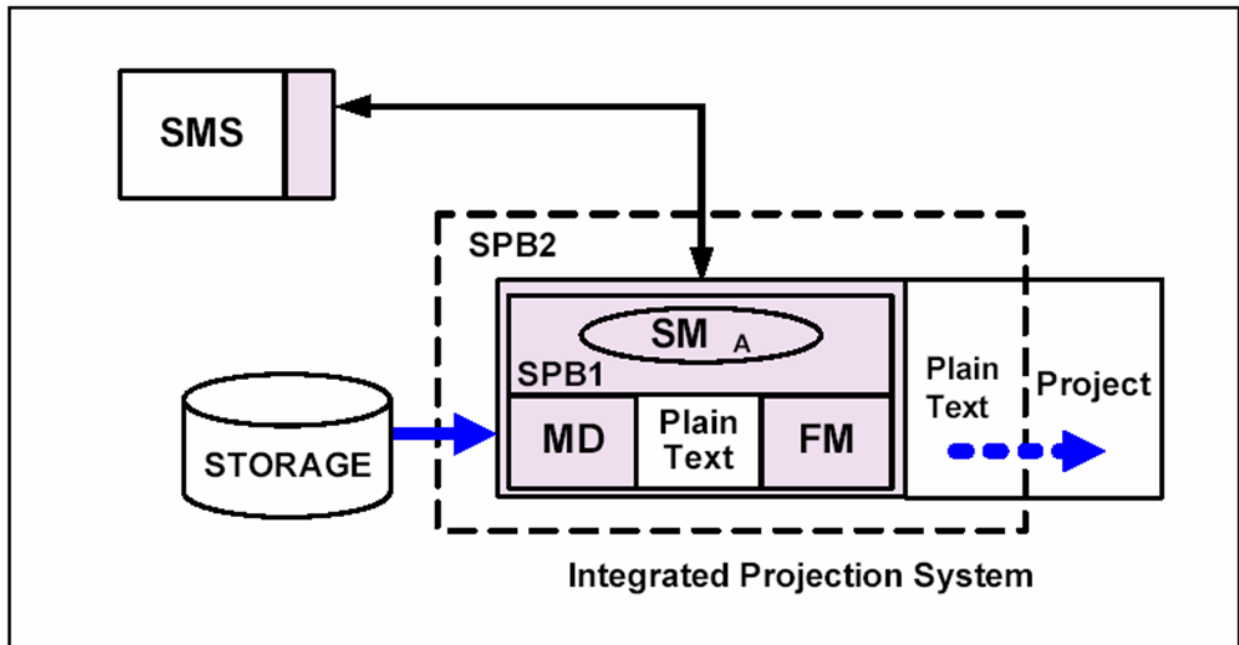 SMS
SPB2
SM A
SPB1
MD
Plain
Text
FM
Plain
Text
Project
STORAGE
Integrated Projection System